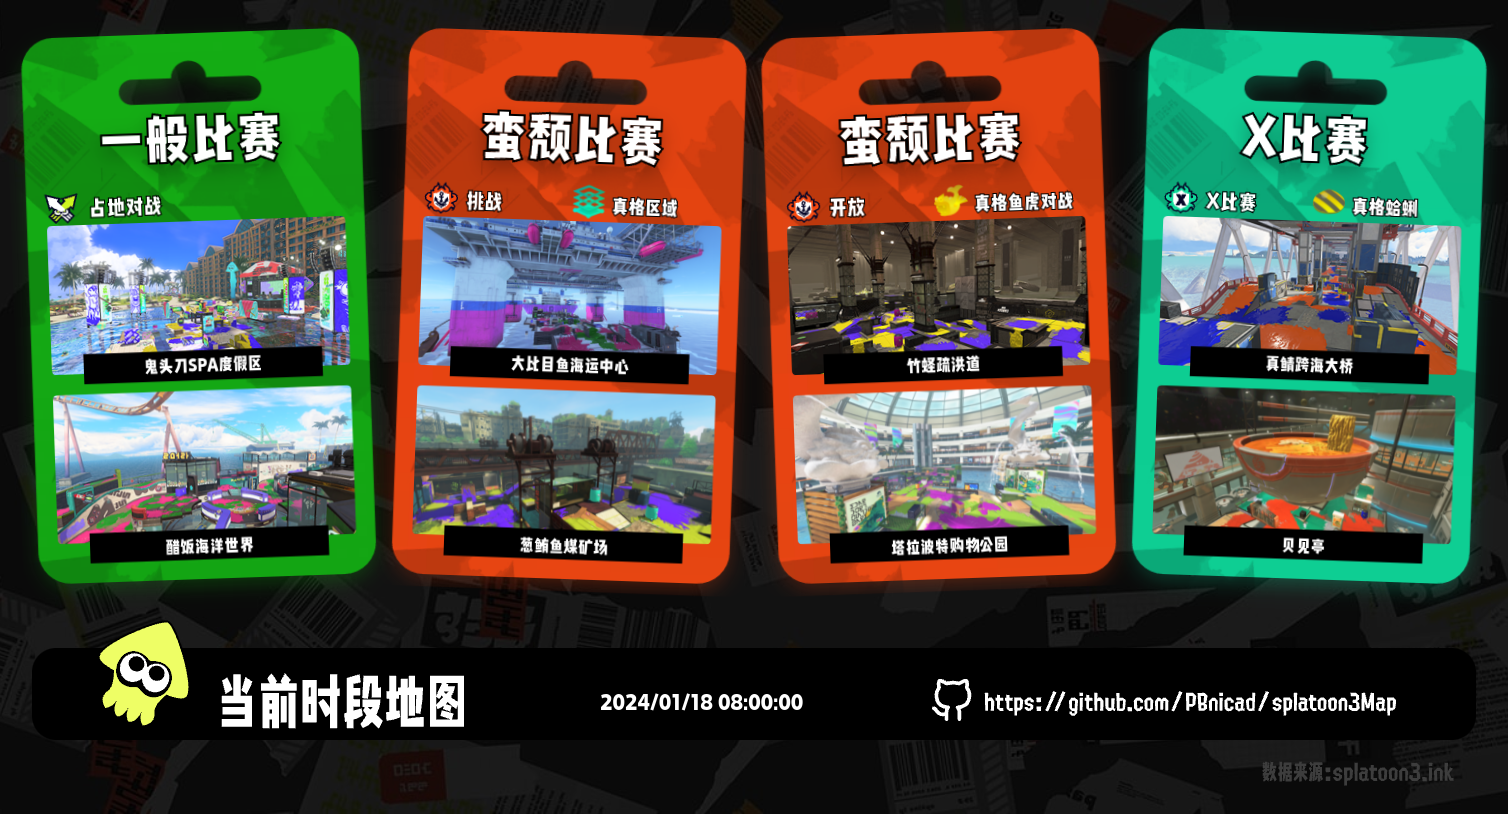 一般比赛
占地对战
鬼头刀SPA度假区
醋饭海洋世界
蛮颓比赛
挑战
真格区域
大比目鱼海运中心
葱鲔鱼煤矿场
蛮颓比赛
开放
真格鱼虎对战
竹蛏疏洪道
塔拉波特购物公园
X比赛
X比赛
真格蛤蜊
真鲭跨海大桥
贝见亭
当前时段地图
2024/01/18 08:00:00
https://github.com/PBnicad/splatoon3Map
数据来源:splatoon3.ink